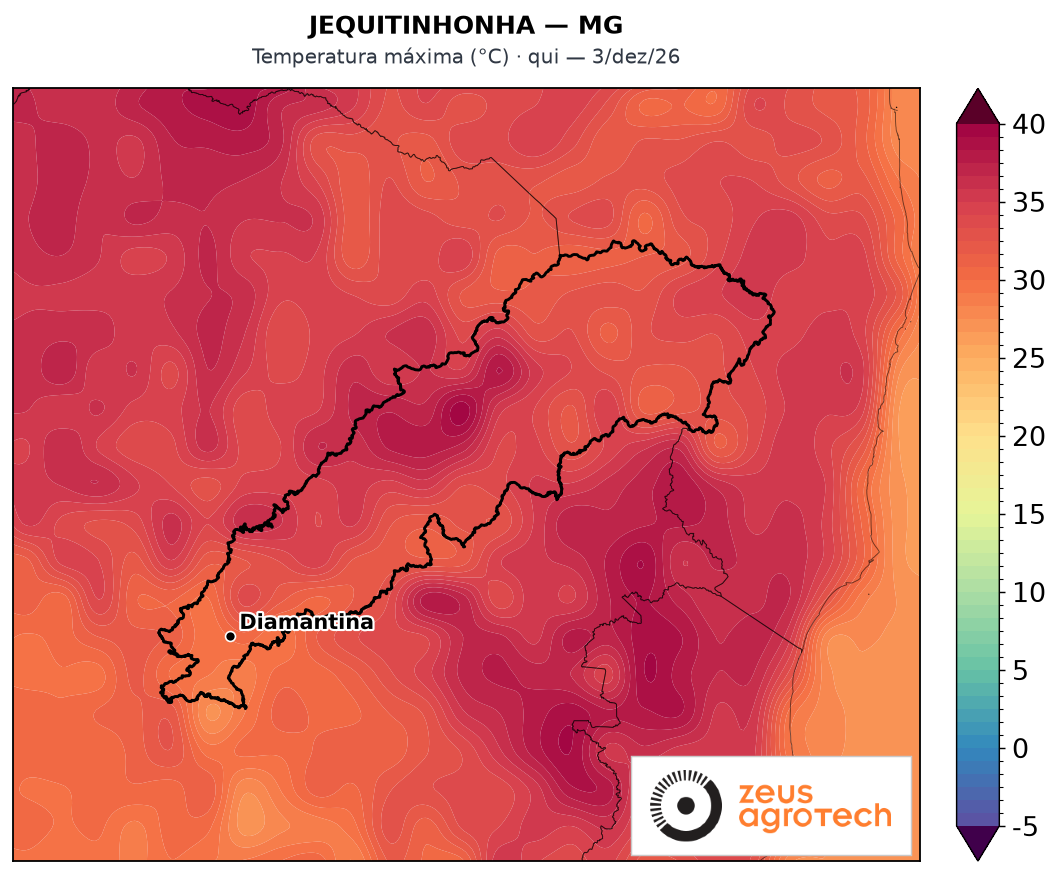 JEQUITINHONHA — MG
Temperatura máxima (°C) · qui — 3/dez/26
40
35
30
25
20
15
10
5
0
-5
Diamantina
zeus
agrotech